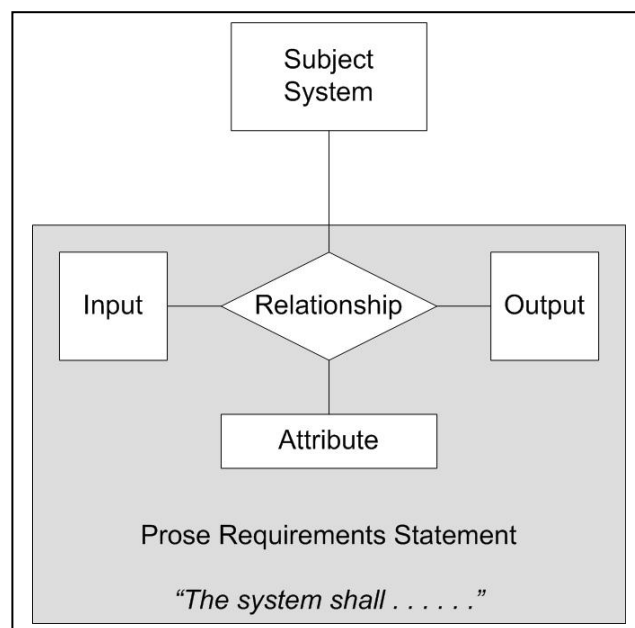 Subject
System
Input
Relationship
Output
Attribute
Prose Requirements Statement
“The system shall . . . . . .”